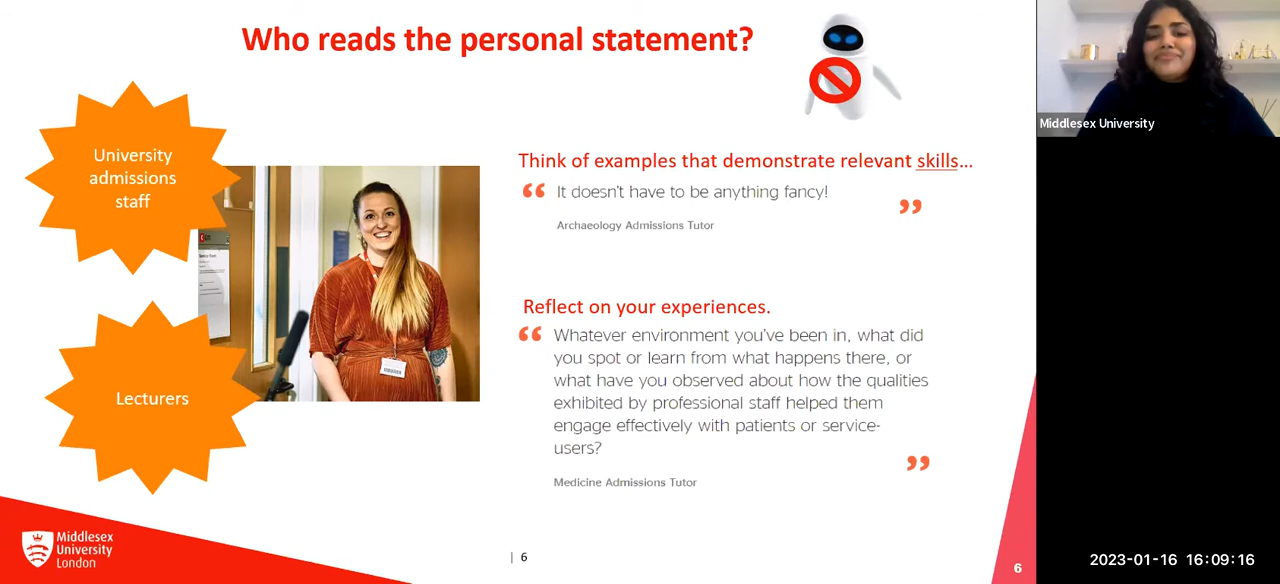 Who reads the personal statement?
University
admissions
staff
Lecturers
Think of examples that demonstrate relevant skills...
“ It doesn't have to be anything fancy! ”
Archaeology Admissions Tutor
Reflect on your experiences.
“ Whatever environment you've been in, what did
you spot or learn from what happens there, or
what have you observed about how the qualities
exhibited by professional staff helped them
engage effectively with patients or service-
users? ”
Medicine Admissions Tutor
Middlesex
University
London
| 6
6
Middlesex University
2023-01-16 16:09:16